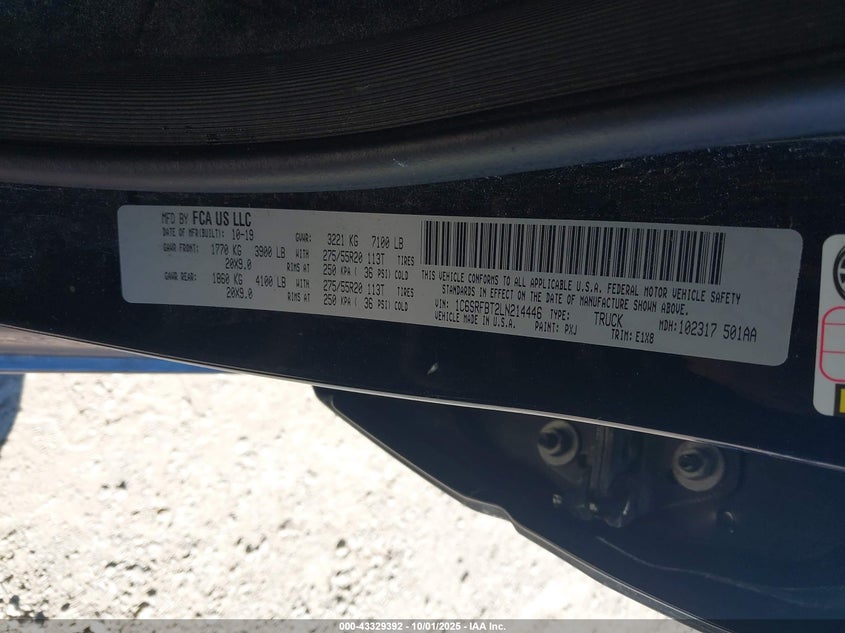 MFD BY FCA US LLC
DATE OF MFR(BUILT): 10-19
GVWR: 3221 KG 7100 LB
GAWR FRONT: 1770 KG 3900 LB WITH 275/55R20 113T TIRES
20X9.0 RIMS AT 250 KPA ( 36 PSI) COLD
GAWR REAR: 1860 KG 4100 LB WITH 275/55R20 113T TIRES
20X9.0 RIMS AT 250 KPA ( 36 PSI) COLD
THIS VEHICLE CONFORMS TO ALL APPLICABLE U.S.A. FEDERAL MOTOR VEHICLE SAFETY
STANDARDS IN EFFECT ON THE DATE OF MANUFACTURE SHOWN ABOVE.
VIN: 1C6SRFBT2LN214446 TYPE: TRUCK MDH: 102317 501AA
VEHICLE MADE IN U.S.A. PAINT: PXJ TRIM: E1X8
000-43329392 - 10/01/2025 - IAA Inc.